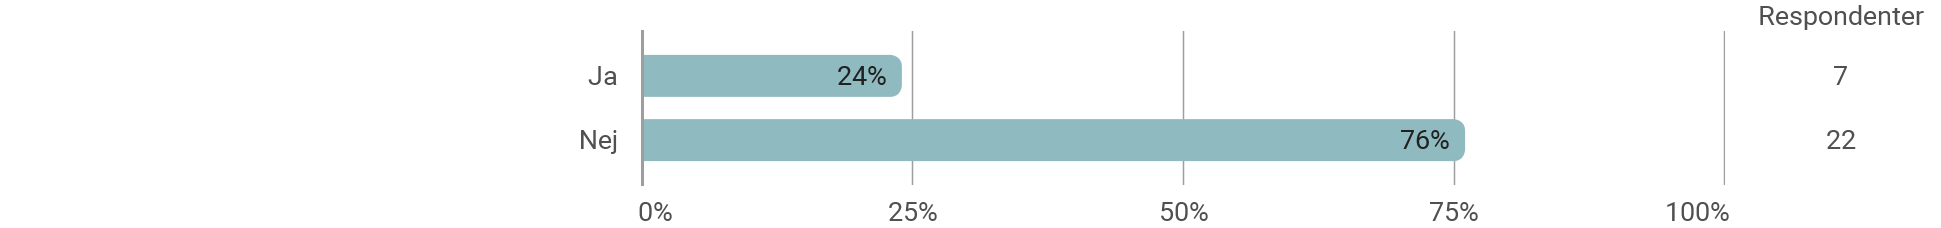 Respondenter
Ja 24% 7
Nej 76% 22
0% 25% 50% 75% 100%